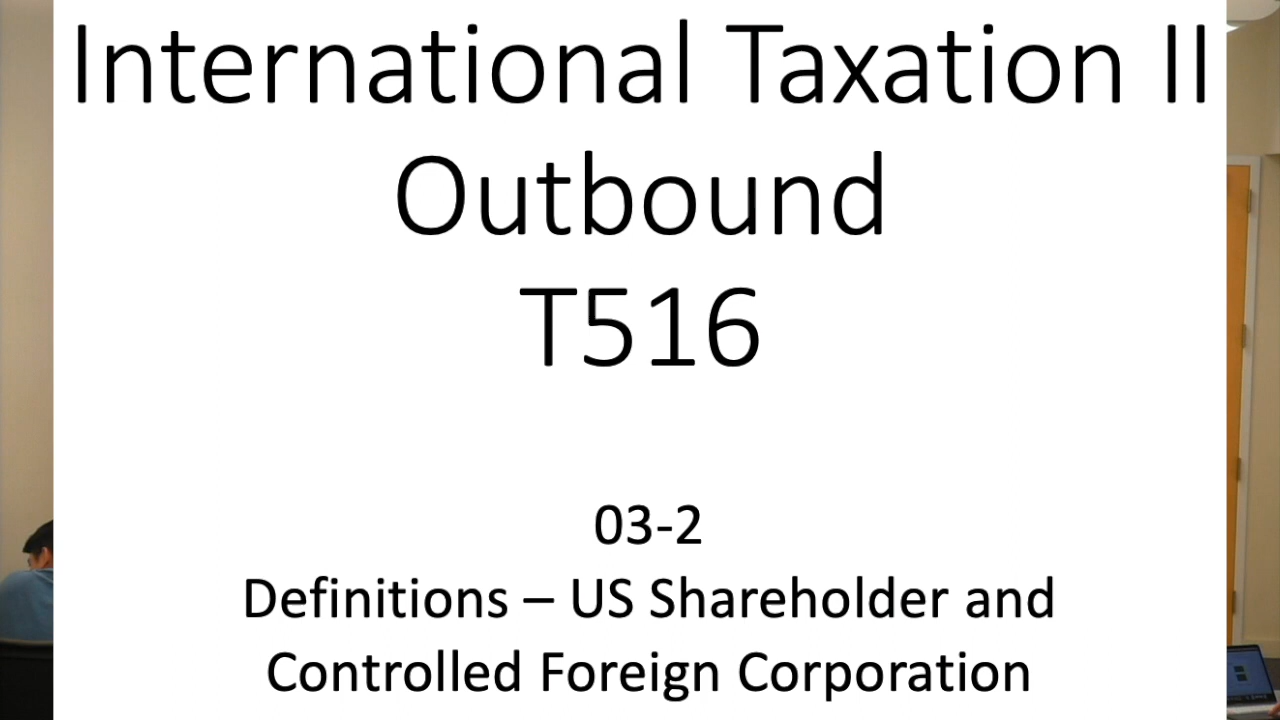 International Taxation II
Outbound
T516
03-2
Definitions – US Shareholder and
Controlled Foreign Corporation